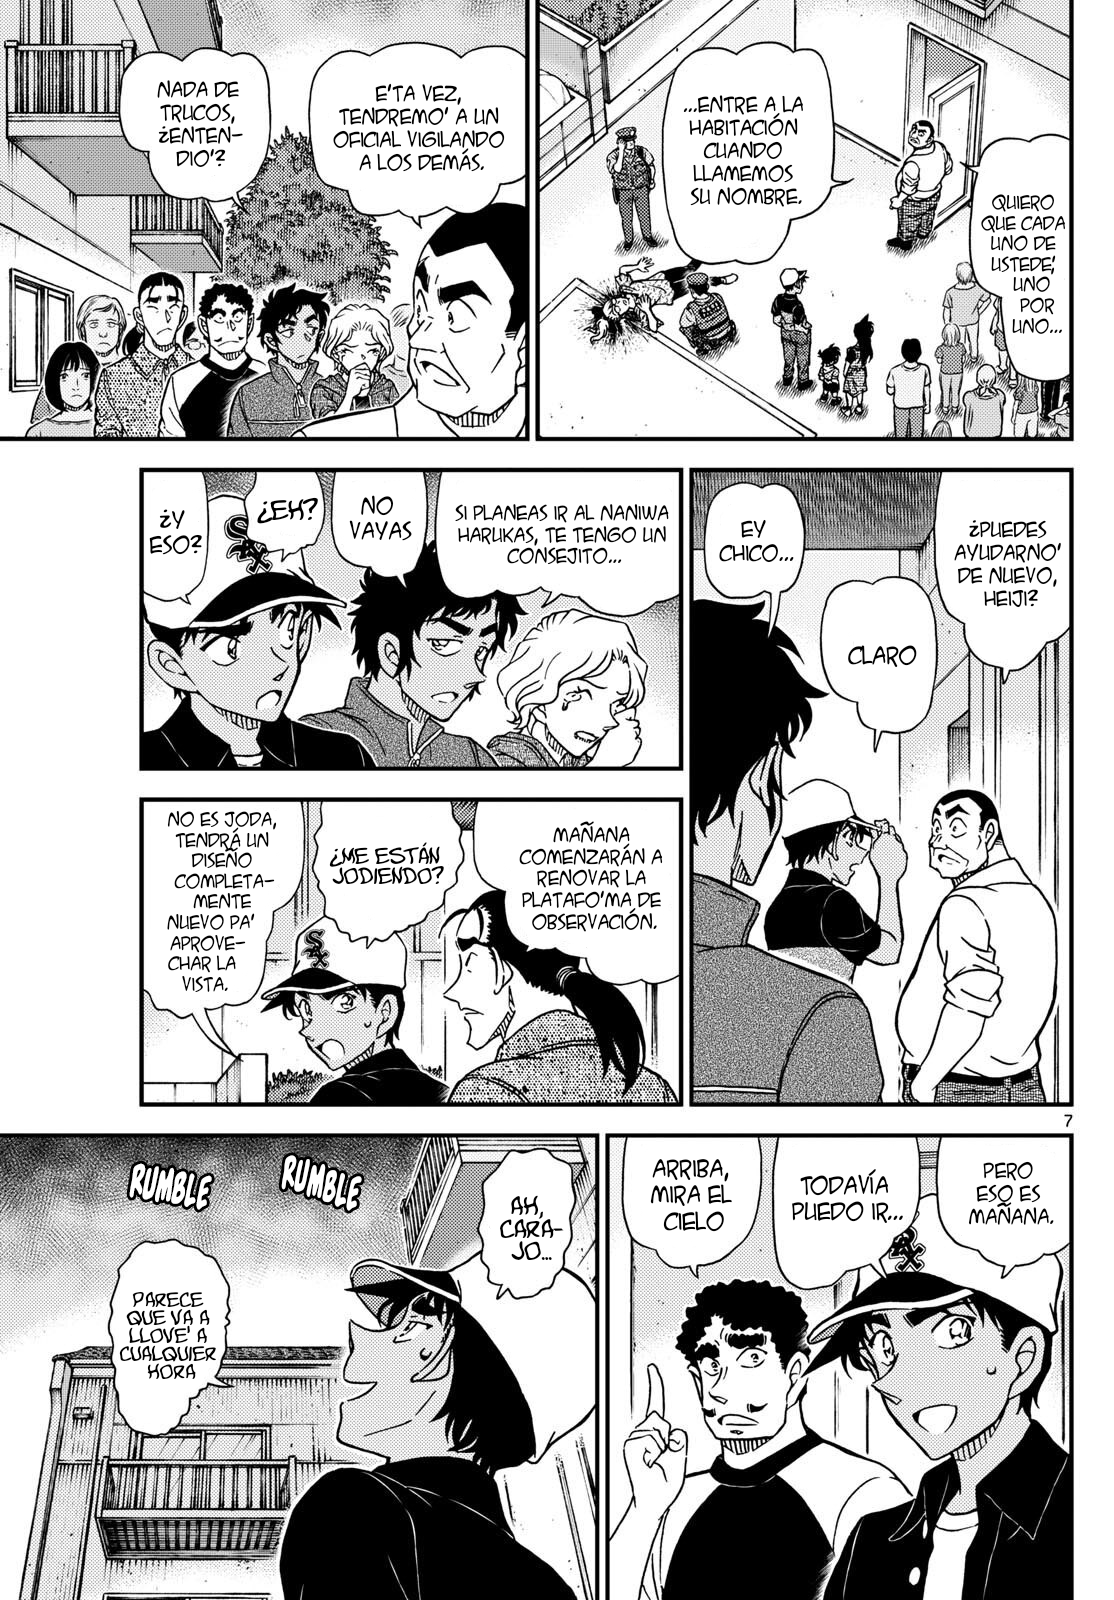 QUIERO
QUE CADA
UNO DE
USTEDE'
UNO
POR
UNO...
...ENTRE A LA
HABITACIÓN
CUANDO
LLAMEMOS
SU NOMBRE.
E'TA VEZ,
TENDREMO' A UN
OFICIAL VIGILANDO
A LOS DEMÁS.
NADA DE
TRUCOS,
¿ENTEN-
DIO'?
¿PUEDES
AYUDARNO'
DE NUEVO,
HEIJI?
CLARO
EY
CHICO...
SI PLANEAS IR AL NANIWA
HARUKAS, TE TENGO UN
CONSEJITO...
NO
VAYAS
¿EH?
¿Y
ESO?
SOX
MAÑANA
COMENZARÁN A
RENOVAR LA
PLATAFO'MA DE
OBSERVACIÓN.
¿ME ESTÁN
JODIENDO?
NO ES JODA,
TENDRÁ UN
DISEÑO
COMPLETA-
MENTE
NUEVO PA'
APROVE-
CHAR LA
VISTA.
SOX
7
PERO
ESO ES
MAÑANA.
TODAVÍA
PUEDO IR...
ARRIBA,
MIRA EL
CIELO
SOX
AH,
CARA-
JO...
RUMBLE
RUMBLE
PARECE
QUE VA A
LLOVE' A
CUALQUIER
HORA